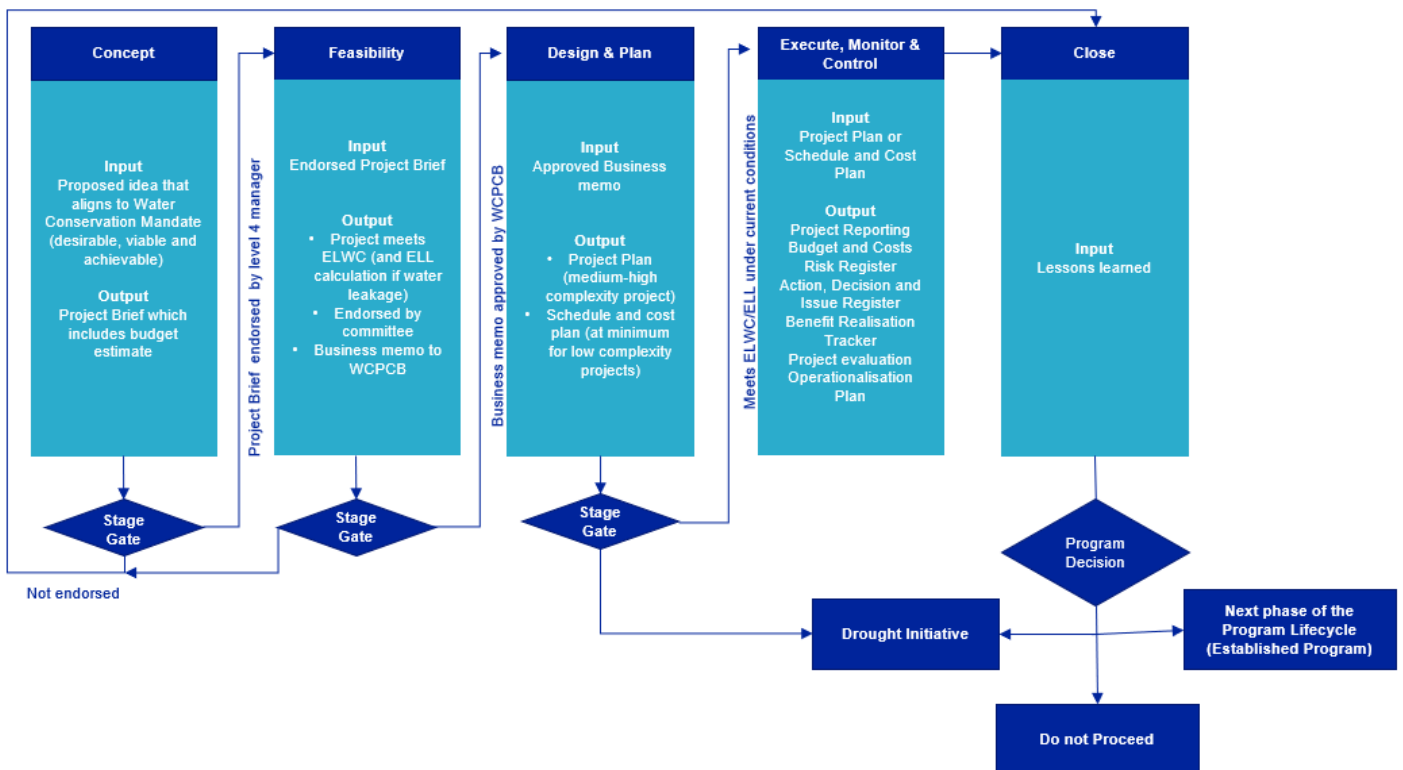 Concept
Input
Proposed idea that
aligns to Water
Conservation Mandate
(desirable, viable and
achievable)
Output
Project Brief which
includes budget
estimate
Stage
Gate
Not endorsed
Project Brief endorsed by level 4 manager
Feasibility
Input
Endorsed Project Brief
Output
• Project meets
ELWC (and ELL
calculation if water
leakage)
• Endorsed by
committee
• Business memo to
WCPCB
Stage
Gate
Business memo approved by WCPCB
Design & Plan
Input
Approved Business
memo
Output
• Project Plan
(medium-high
complexity project)
• Schedule and cost
plan (at minimum
for low complexity
projects)
Stage
Gate
Meets ELWC/ELL under current conditions
Execute, Monitor &
Control
Input
Project Plan or
Schedule and Cost
Plan
Output
Project Reporting
Budget and Costs
Risk Register
Action, Decision and
Issue Register
Benefit Realisation
Tracker
Project evaluation
Operationalisation
Plan
Close
Input
Lessons learned
Program
Decision
Drought Initiative
Next phase of the
Program Lifecycle
(Established Program)
Do not Proceed